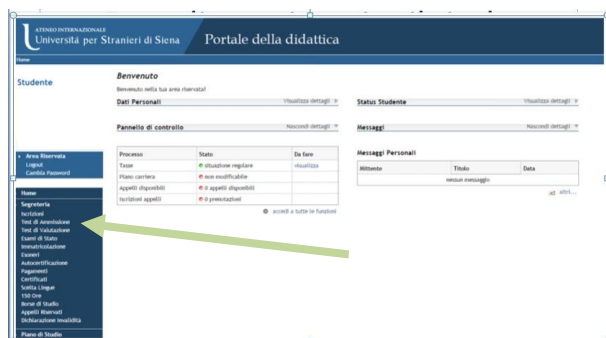 ATENEO INTERNAZIONALE
Università per Stranieri di Siena
Portale della didattica
Home
Studente
Benvenuto
Benvenuto nella tua area riservata!
Dati Personali
Visualizza dettagli
Status Studente
Visualizza dettagli
Pannello di controllo
Nascondi dettagli
Messaggi
Nascondi dettagli
Processo Stato Da fare
Tasse situazione regolare visualizza
Piano carriera non modificabile
Appelli disponibili 0 appelli disponibili
Iscrizioni appelli 0 prenotazioni
accedi a tutte le funzioni
Messaggi Personali
Mittente Titolo Data
nessun messaggio
altri...
Area Riservata
Logout
Cambia Password
Home
Segreteria
Iscrizioni
Test di Ammissione
Test di Valutazione
Esami di Stato
Immatricolazione
Esoneri
Autocertificazione
Pagamenti
Certificati
Scelta Lingue
150 Ore
Borse di Studio
Appelli Riservati
Dichiarazione Invalidità
Piano di Studio